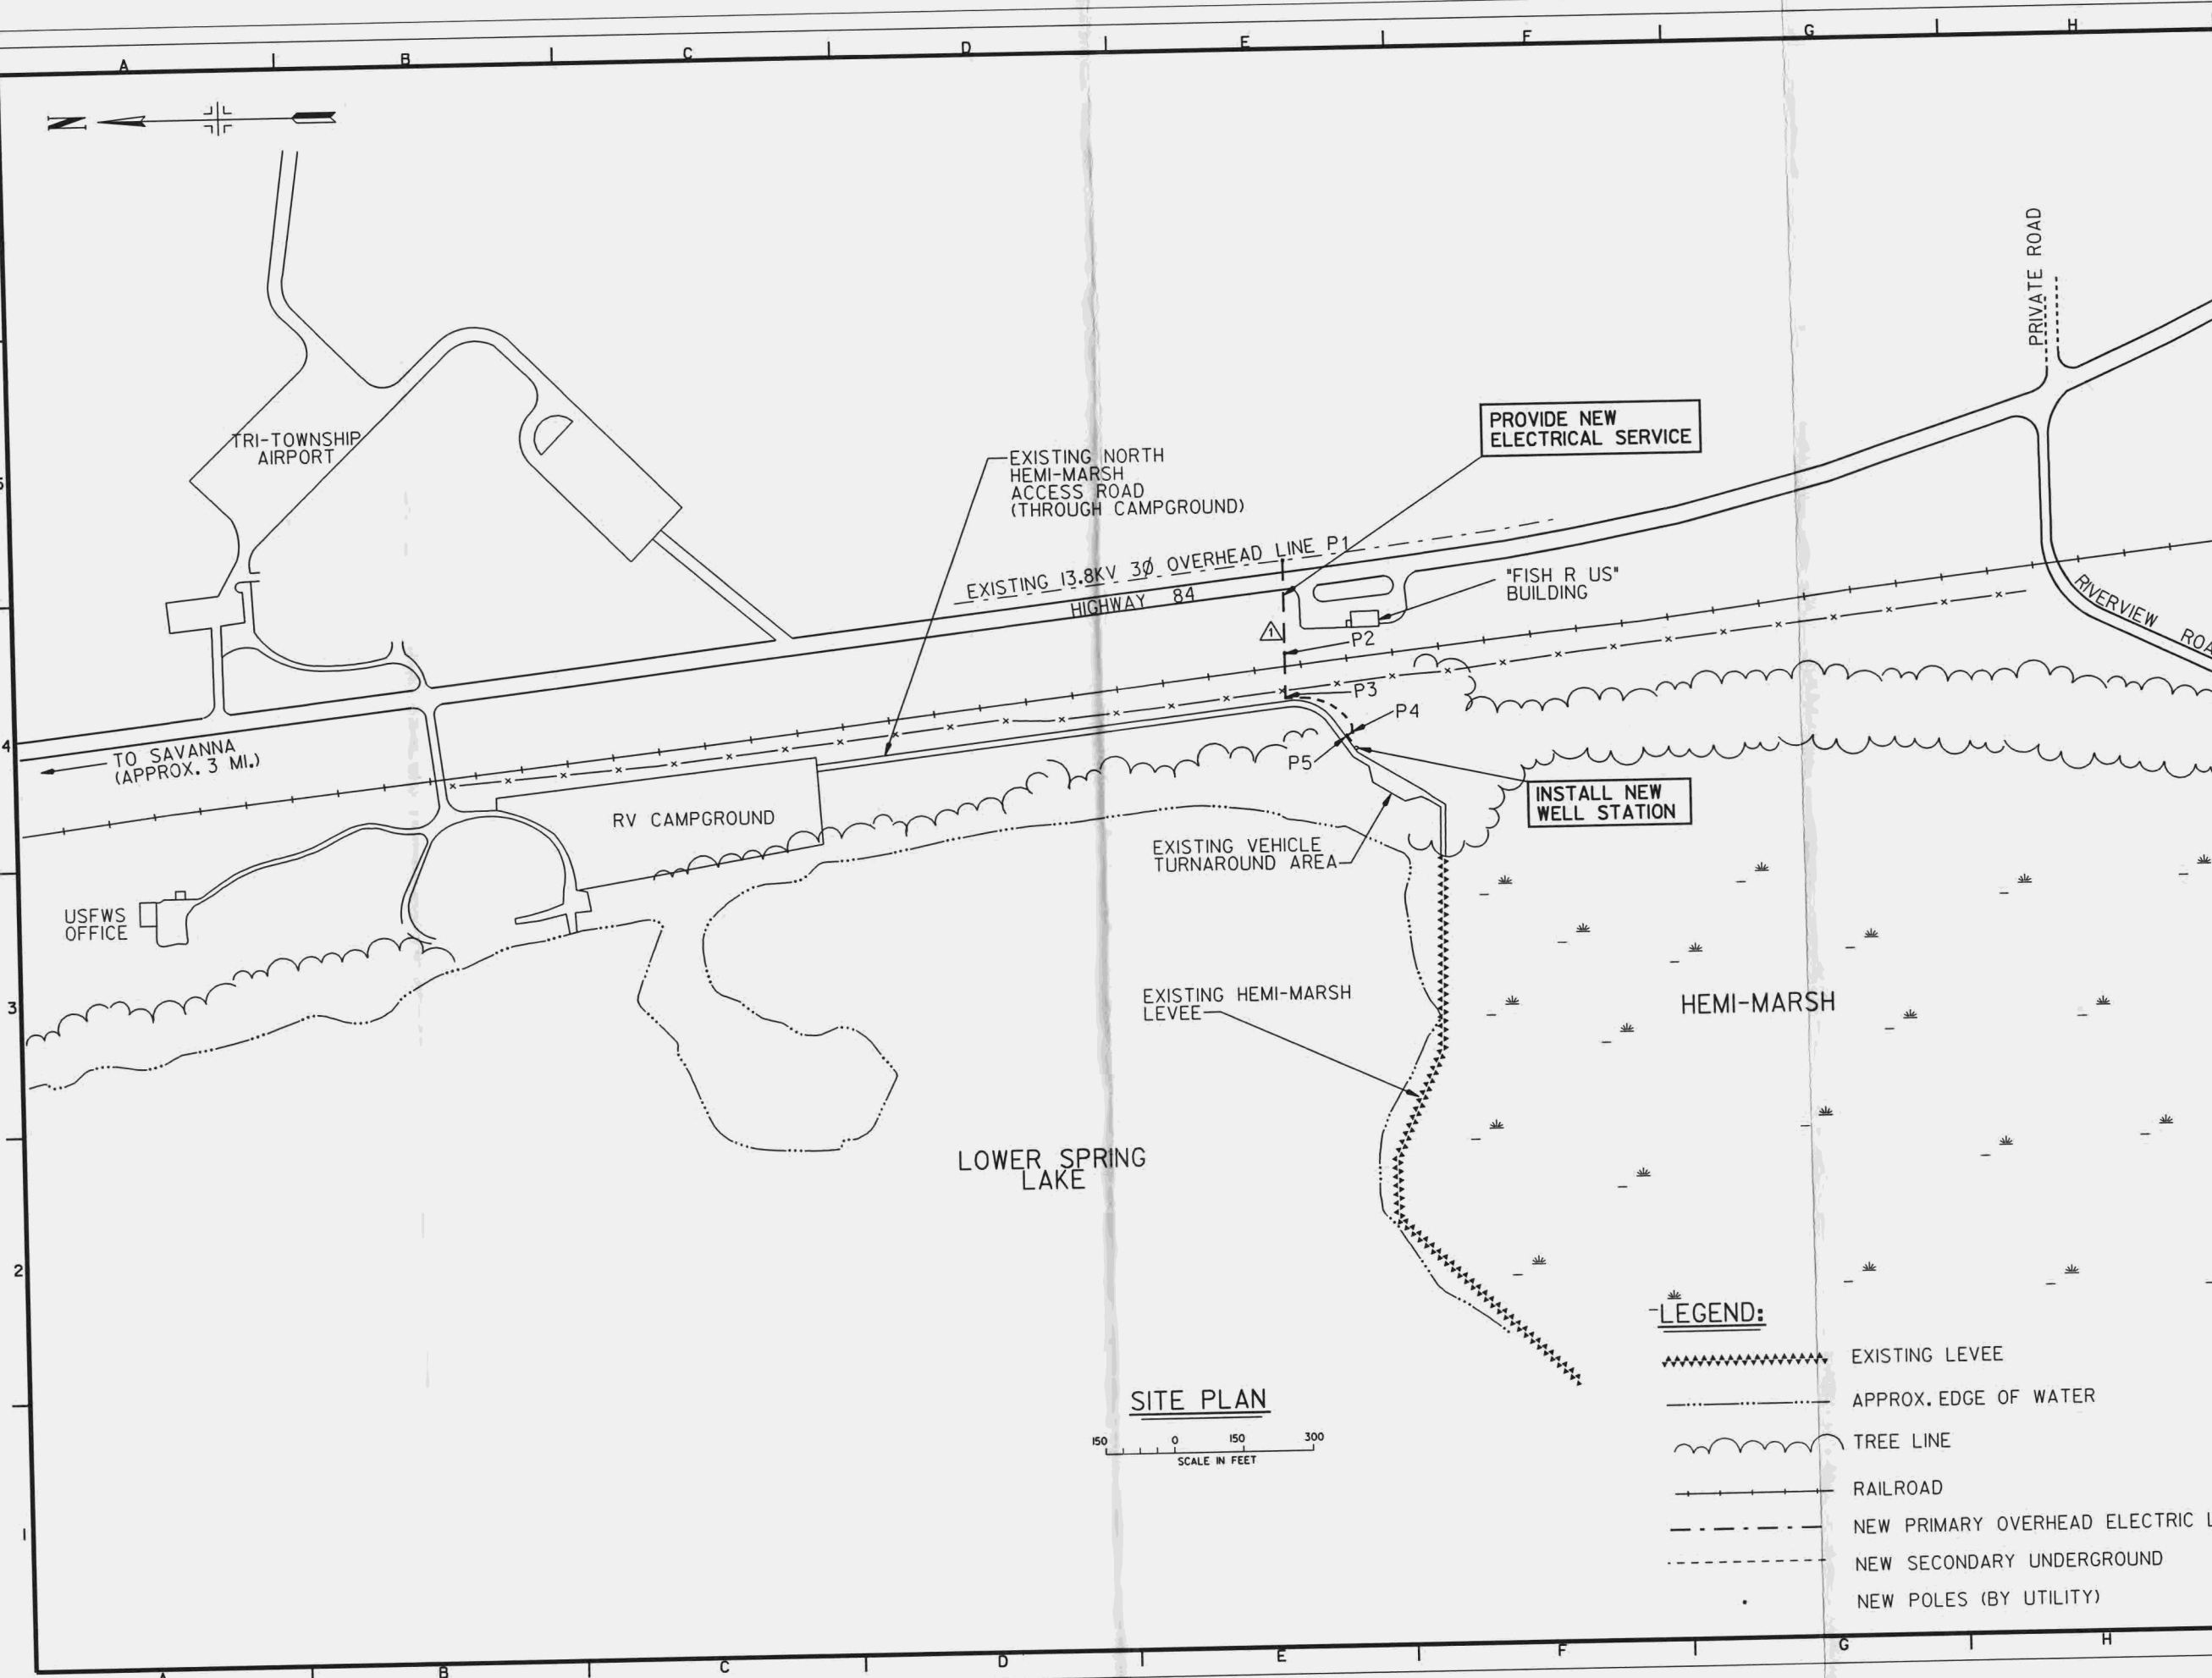 A B C D E F G H
N
PRIVATE ROAD
TRI-TOWNSHIP
AIRPORT
EXISTING NORTH
HEMI-MARSH
ACCESS ROAD
(THROUGH CAMPGROUND)
PROVIDE NEW
ELECTRICAL SERVICE
5
EXISTING 13.8KV 3Ø OVERHEAD LINE P1
HIGHWAY 84
"FISH R US"
BUILDING
1
P2
P3
P4
P5
RIVERVIEW
4
TO SAVANNA
(APPROX. 3 MI.)
RV CAMPGROUND
INSTALL NEW
WELL STATION
EXISTING VEHICLE
TURNAROUND AREA
USFWS
OFFICE
3
EXISTING HEMI-MARSH
LEVEE
HEMI-MARSH
LOWER SPRING
LAKE
2
LEGEND:
EXISTING LEVEE
APPROX. EDGE OF WATER
TREE LINE
RAILROAD
NEW PRIMARY OVERHEAD ELECTRIC
NEW SECONDARY UNDERGROUND
NEW POLES (BY UTILITY)
SITE PLAN
150 0 150 300
SCALE IN FEET
1
B C D E F G H